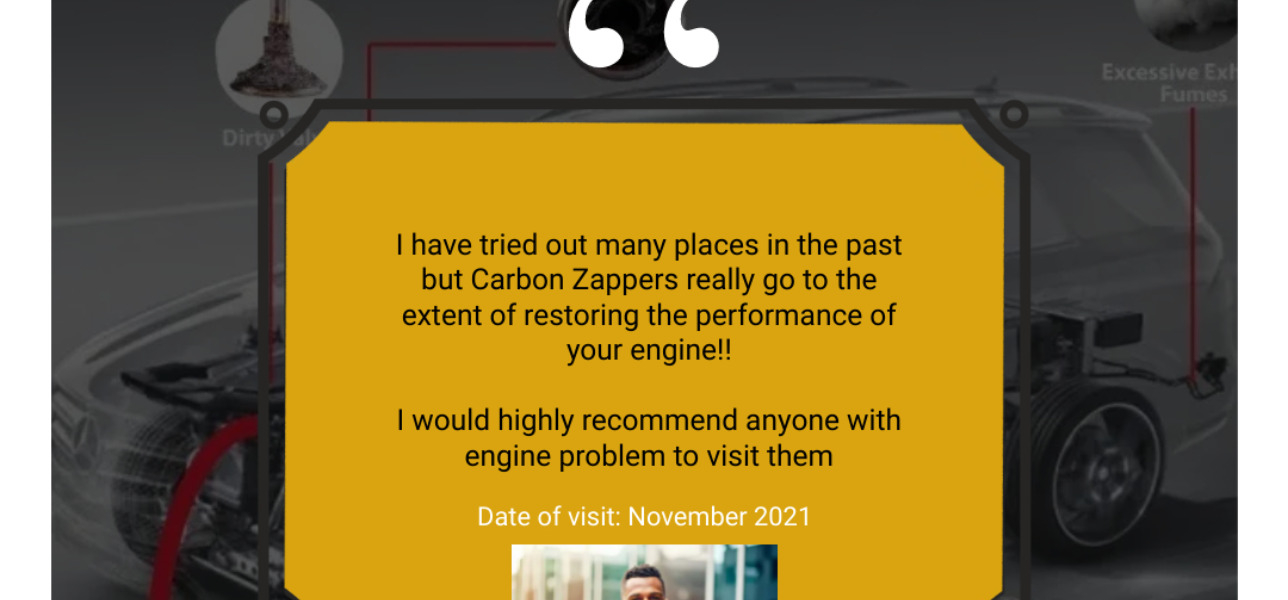 “
Excessive Exh
Fumes
Dirty
I have tried out many places in the past
but Carbon Zappers really go to the
extent of restoring the performance of
your engine!!
I would highly recommend anyone with
engine problem to visit them
Date of visit: November 2021